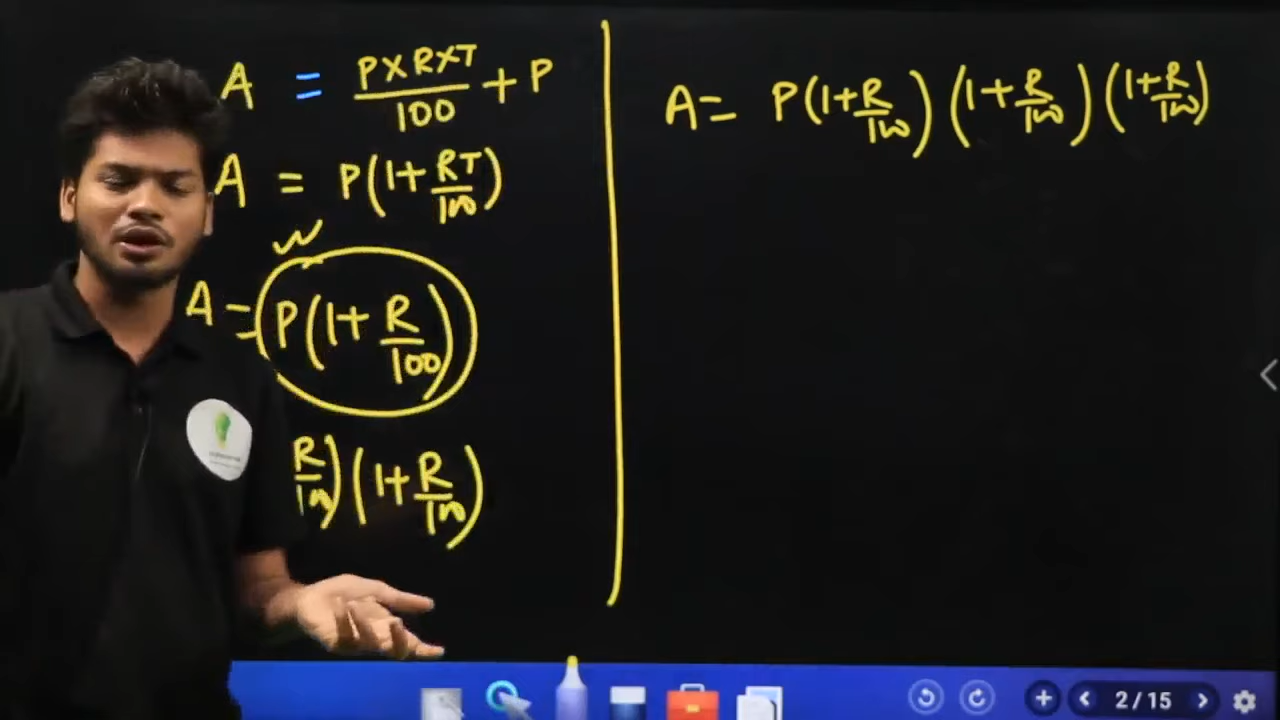 A = P×R×T/100 + P
A = P(1+RT/100)
A = P(1+R/100)
R/100)(1+R/100)
A = P(1+R/100)(1+R/100)(1+R/100)
2/15